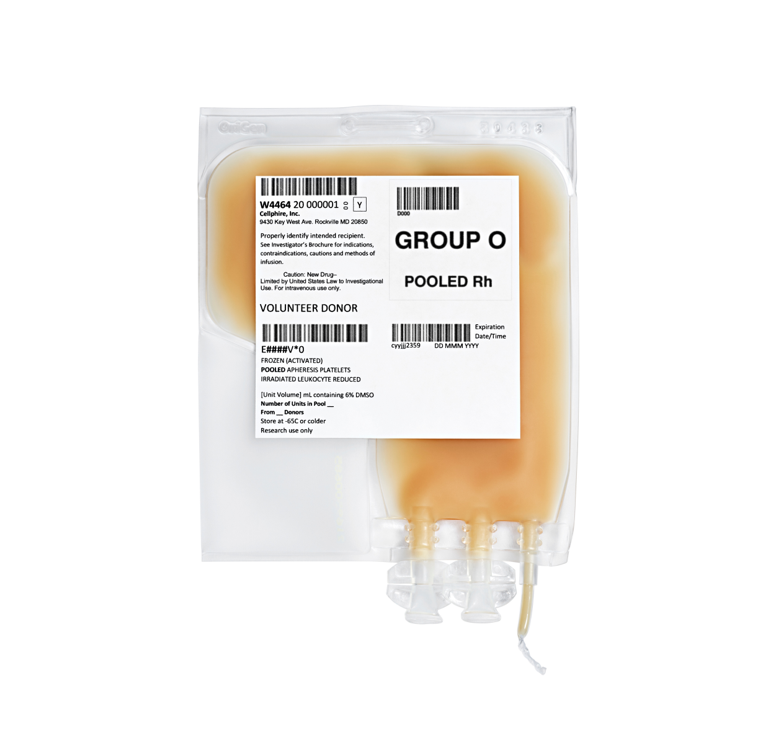 W4464 20 000001 00 Y
Cellphire, Inc.
9430 Key West Ave. Rockville MD 20850
Properly identify intended recipient.
See Investigator's Brochure for indications,
contraindications, cautions and methods of
infusion.
Caution: New Drug–
Limited by United States Law to Investigational
Use. For intravenous use only.
VOLUNTEER DONOR
E####V*0
FROZEN (ACTIVATED)
POOLED APHERESIS PLATELETS
IRRADIATED LEUKOCYTE REDUCED
[Unit Volume] mL containing 6% DMSO
Number of Units in Pool __
From __ Donors
Store at -65C or colder
Research use only
D000
GROUP O
POOLED Rh
Expiration
Date/Time
cyyjjj2359 DD MMM YYYY